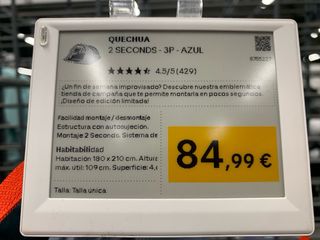 QUECHUA
2 SECONDS - 3P - AZUL
4.5/5 (429)
¿Un fin de semana improvisado? Descubre nuestra emblemática
tienda de campaña que te permite montarla en pocos segundos.
¡Diseño de edición limitada!
Facilidad montaje / desmontaje
Estructura con autosujeción.
Montaje 2 Seconds. Sistema de
Habitabilidad
Habitación 180 x 210 cm. Altura
máx. útil: 109 cm. Superficie: 4,
84,99 €
Talla: Talla única